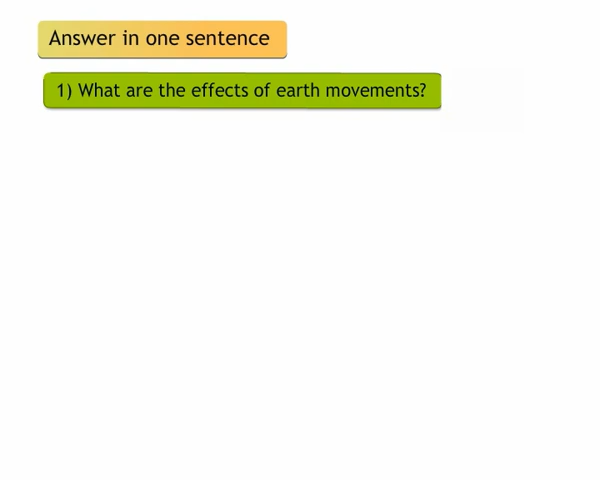 Answer in one sentence
1) What are the effects of earth movements?